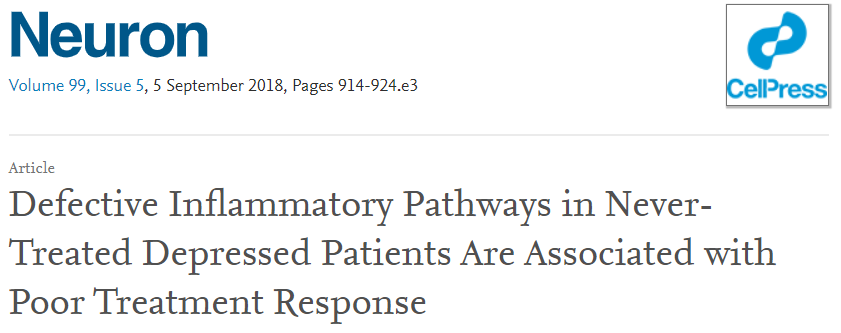 Neuron
Volume 99, Issue 5, 5 September 2018, Pages 914-924.e3
CellPress
Article
Defective Inflammatory Pathways in Never-
Treated Depressed Patients Are Associated with
Poor Treatment Response